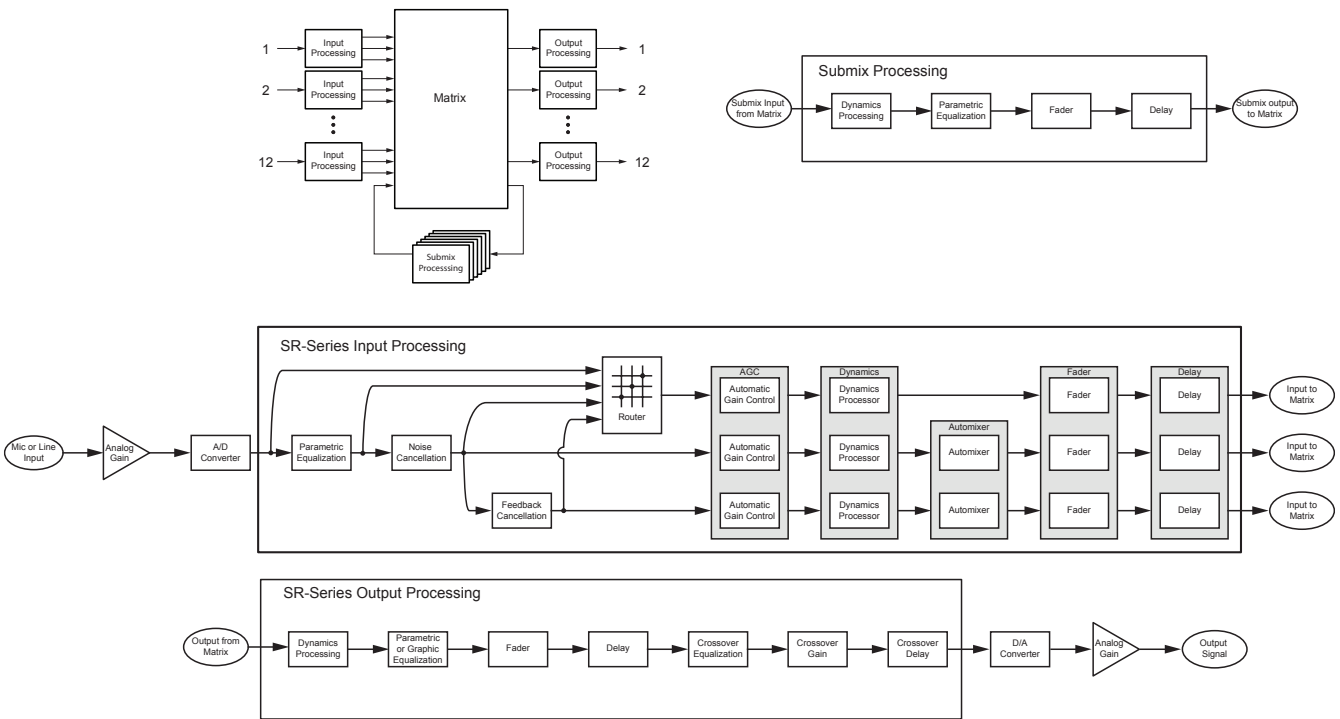 1
Input
Processing
2
Input
Processing
12
Input
Processing
Matrix
Output
Processing
1
Output
Processing
2
Output
Processing
12
Submix
Processsing
Submix Processing
Submix Input
from Matrix
Dynamics
Processing
Parametric
Equalization
Fader
Delay
Submix output
to Matrix
SR-Series Input Processing
Mic or Line
Input
Analog
Gain
A/D
Converter
Parametric
Equalization
Noise
Cancellation
Feedback
Cancellation
Router
AGC
Automatic
Gain Control
Automatic
Gain Control
Automatic
Gain Control
Dynamics
Dynamics
Processor
Dynamics
Processor
Dynamics
Processor
Automixer
Automixer
Automixer
Fader
Fader
Fader
Fader
Delay
Delay
Delay
Delay
Input to
Matrix
Input to
Matrix
Input to
Matrix
SR-Series Output Processing
Output from
Matrix
Dynamics
Processing
Parametric
or Graphic
Equalization
Fader
Delay
Crossover
Equalization
Crossover
Gain
Crossover
Delay
D/A
Converter
Analog
Gain
Output
Signal